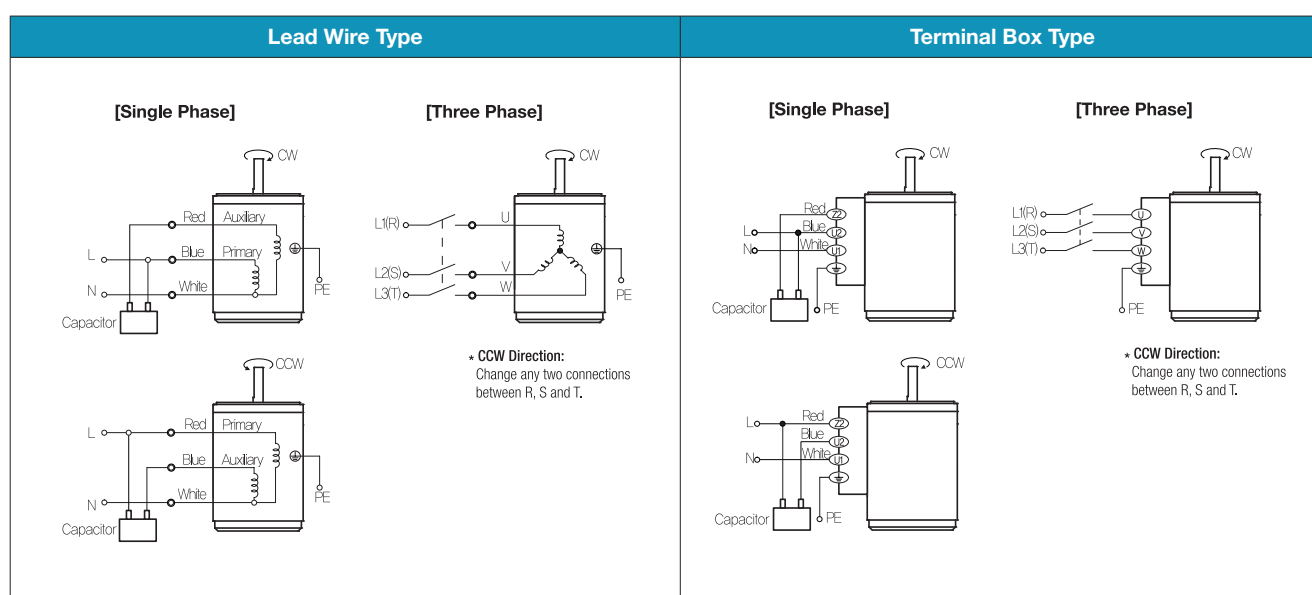 Lead Wire Type
[Single Phase]
[Three Phase]
CW
Red Auxiliary
Blue Primary
L
N
White
PE
Capacitor
CW
L1(R)
U
L2(S)
V
L3(T)
W
PE
* CCW Direction:
Change any two connections
between R, S and T.
CCW
L
Red Primary
Blue Auxiliary
N
White
PE
Capacitor
Terminal Box Type
[Single Phase]
[Three Phase]
CW
Red Z2
L
Blue U2
N
White U1
Capacitor
PE
CW
L1(R)
U
L2(S)
V
L3(T)
W
PE
* CCW Direction:
Change any two connections
between R, S and T.
CCW
L
Red Z2
Blue U2
N
White U1
Capacitor
PE